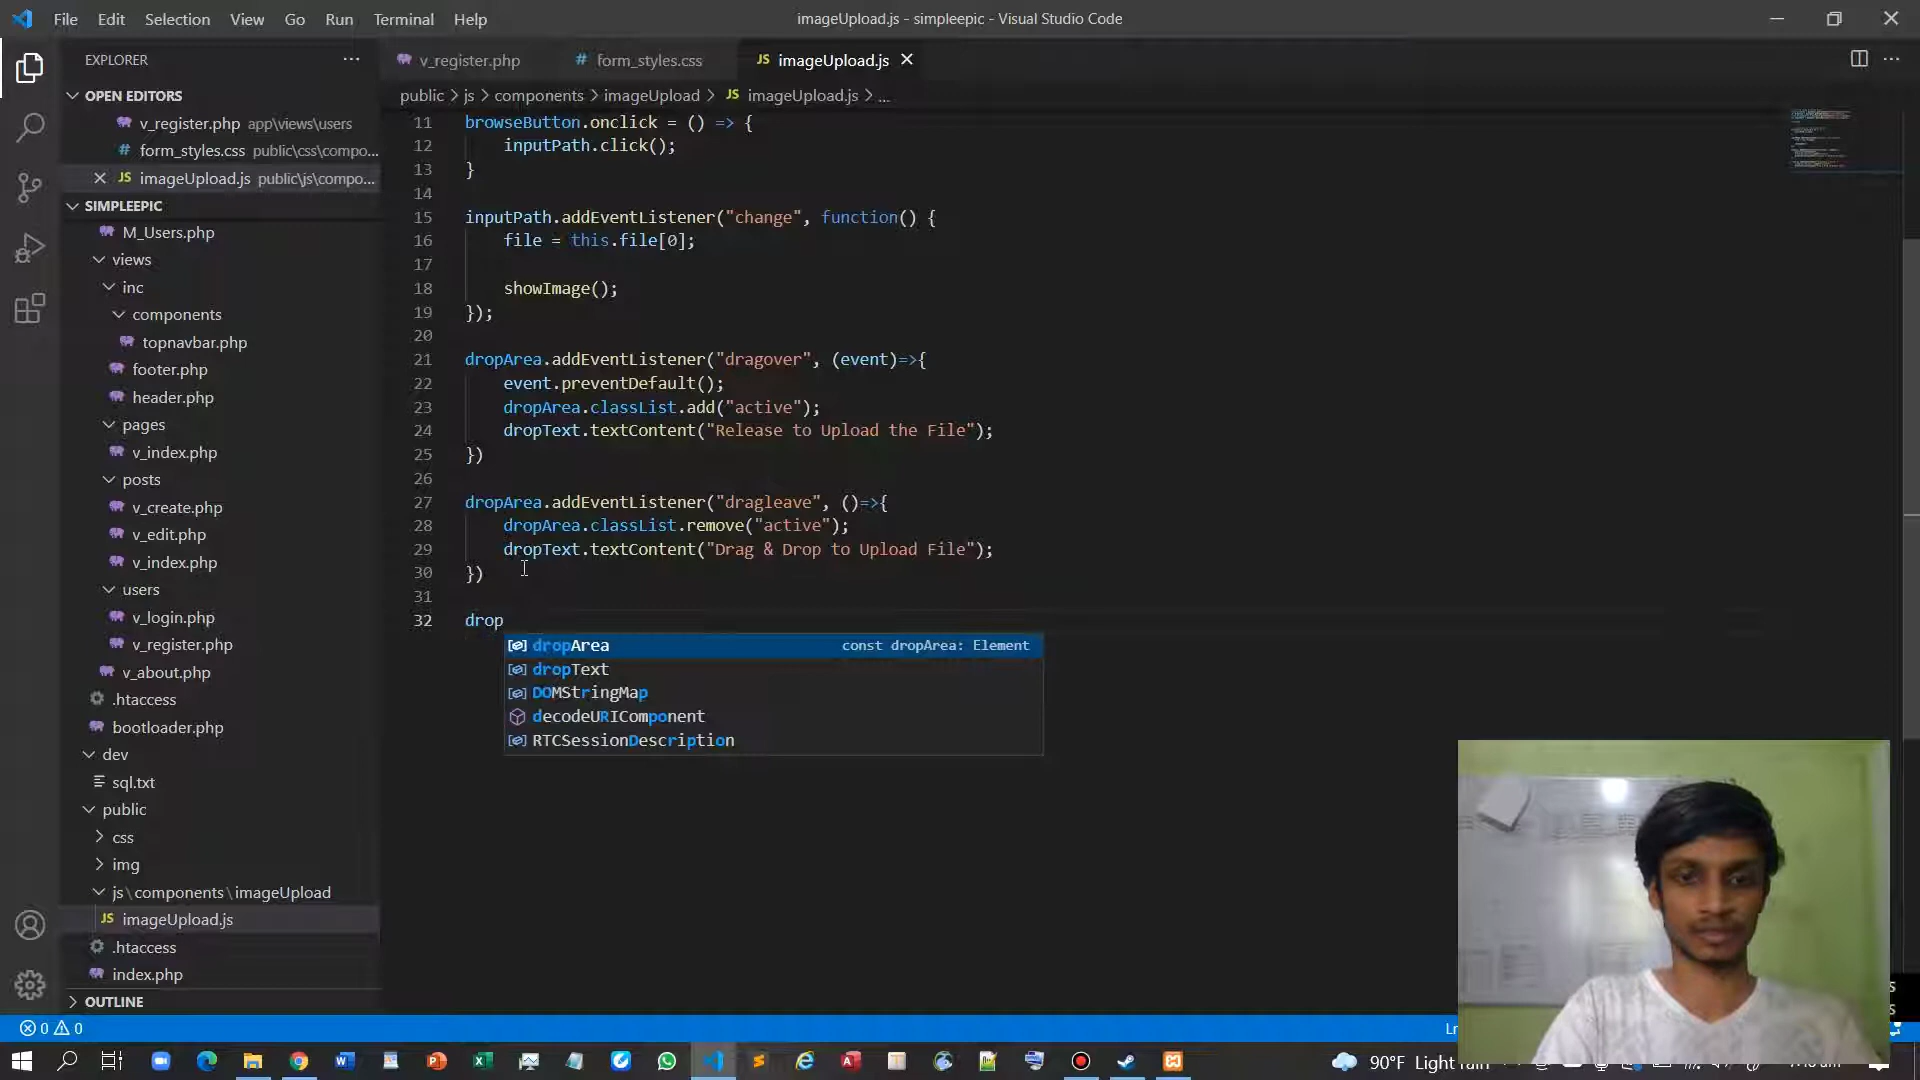 File Edit Selection View Go Run Terminal Help
imageUpload.js - simpleepic - Visual Studio Code
EXPLORER
OPEN EDITORS
v_register.php app\views\users
form_styles.css public\css\compo...
imageUpload.js public\js\compo...
SIMPLEEPIC
M_Users.php
views
inc
components
topnavbar.php
footer.php
header.php
pages
v_index.php
posts
v_create.php
v_edit.php
v_index.php
users
v_login.php
v_register.php
v_about.php
.htaccess
bootloader.php
dev
sql.txt
public
css
img
js\components\imageUpload
JS imageUpload.js
.htaccess
index.php
OUTLINE
v_register.php
# form_styles.css
JS imageUpload.js
public > js > components > imageUpload > JS imageUpload.js > ...
11 browseButton.onclick = () => {
12 inputPath.click();
13 }
14
15 inputPath.addEventListener("change", function() {
16 file = this.file[0];
17
18 showImage();
19 });
20
21 dropArea.addEventListener("dragover", (event)=>{
22 event.preventDefault();
23 dropArea.classList.add("active");
24 dropText.textContent("Release to Upload the File");
25 })
26
27 dropArea.addEventListener("dragleave", ()=>{
28 dropArea.classList.remove("active");
29 dropText.textContent("Drag & Drop to Upload File");
30 })
31
32 drop
dropArea const dropArea: Element
dropText
DOMStringMap
decodeURIComponent
RTCSessionDescription
0 0
90°F Light rain